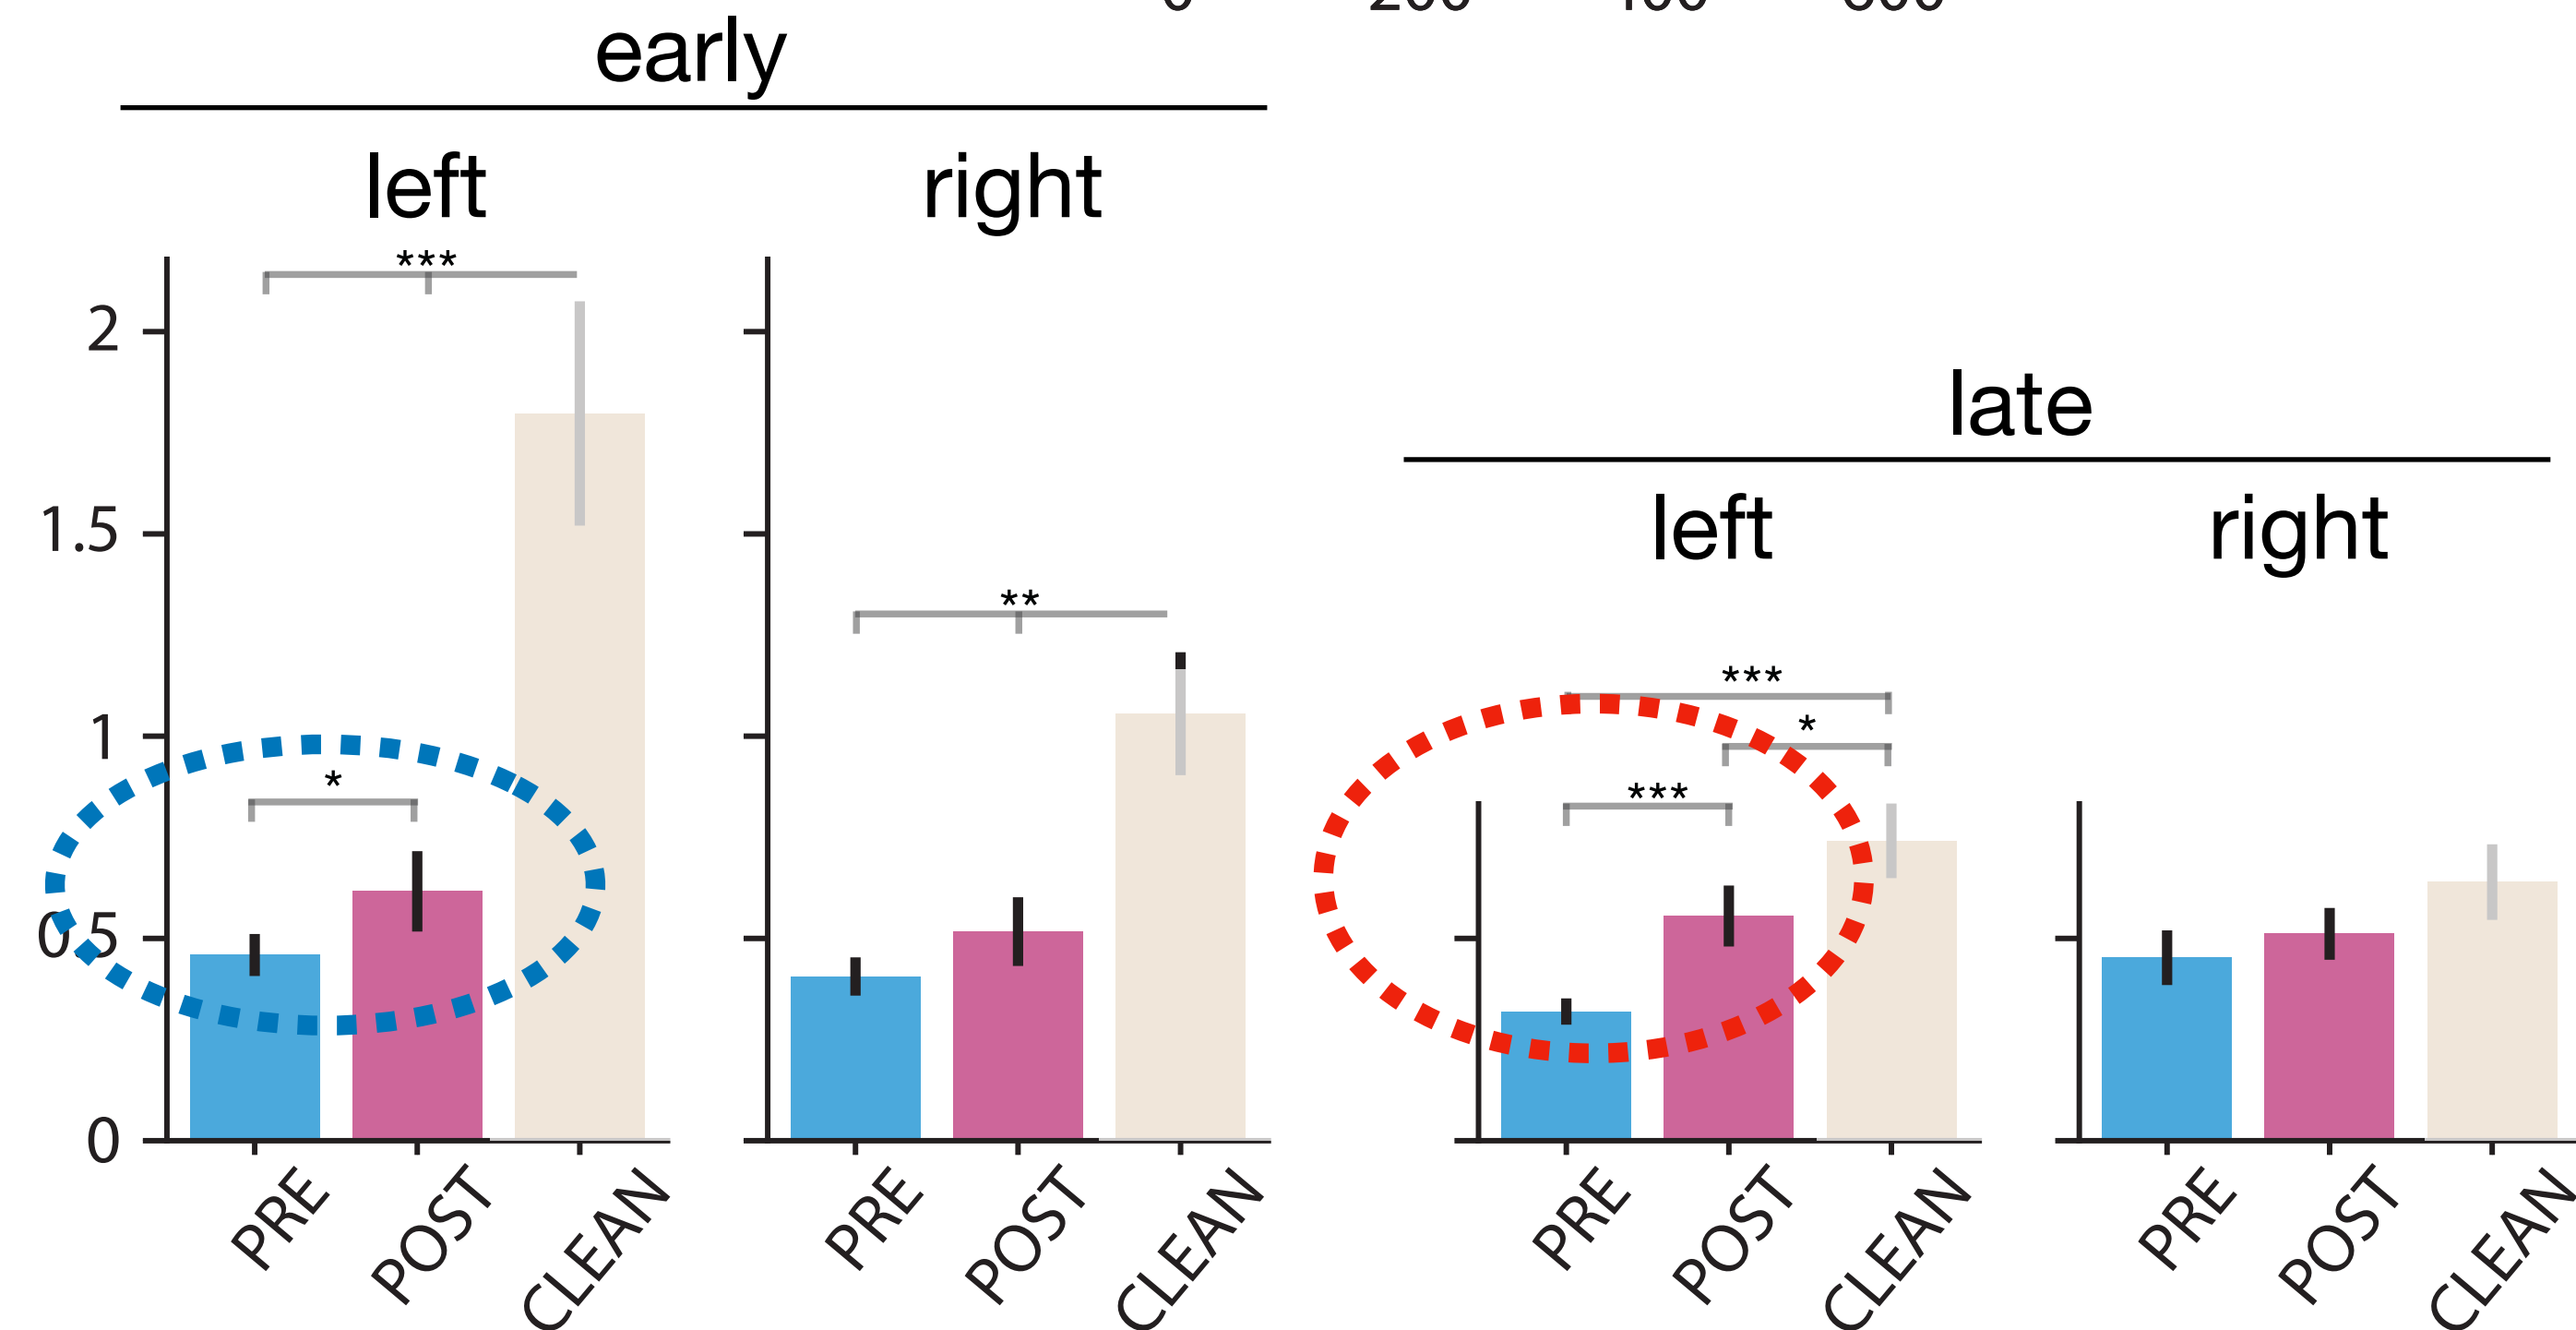 early
left
right
***
2
1.5
**
late
left
right
***
*
1
*
***
0.5
0
PRE
POST
CLEAN
PRE
POST
CLEAN
PRE
POST
CLEAN
PRE
POST
CLEAN